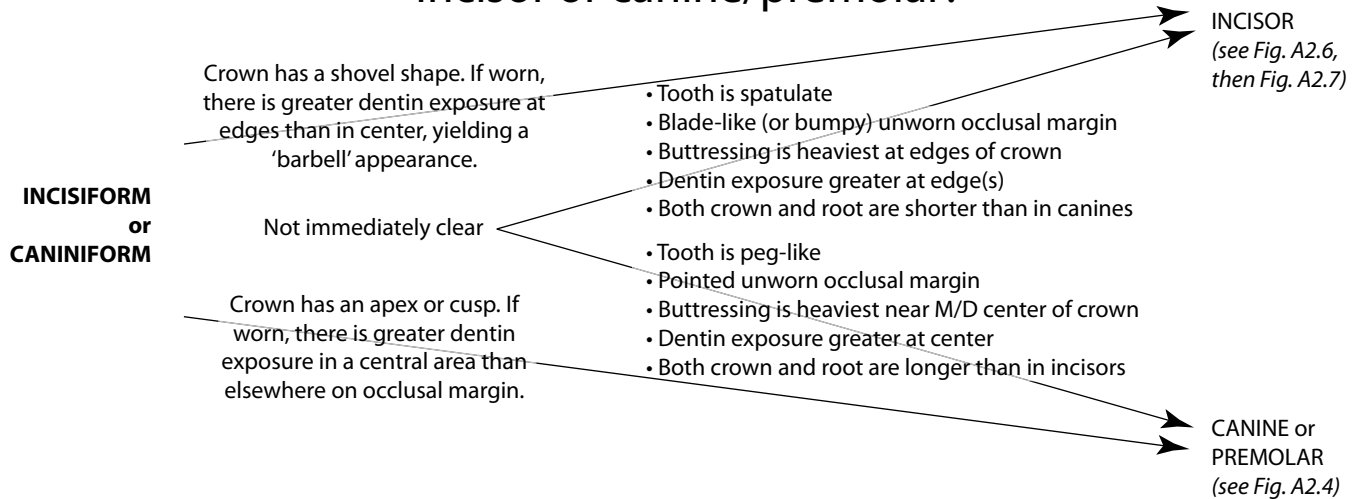 Incisor or canine/premolar?
INCISOR
(see Fig. A2.6,
then Fig. A2.7)
Crown has a shovel shape. If worn,
there is greater dentin exposure at
edges than in center, yielding a
‘barbell’ appearance.
• Tooth is spatulate
• Blade-like (or bumpy) unworn occlusal margin
• Buttressing is heaviest at edges of crown
• Dentin exposure greater at edge(s)
• Both crown and root are shorter than in canines
INCISIFORM
or
CANINIFORM
Not immediately clear
• Tooth is peg-like
• Pointed unworn occlusal margin
• Buttressing is heaviest near M/D center of crown
• Dentin exposure greater at center
• Both crown and root are longer than in incisors
Crown has an apex or cusp. If
worn, there is greater dentin
exposure in a central area than
elsewhere on occlusal margin.
CANINE or
PREMOLAR
(see Fig. A2.4)